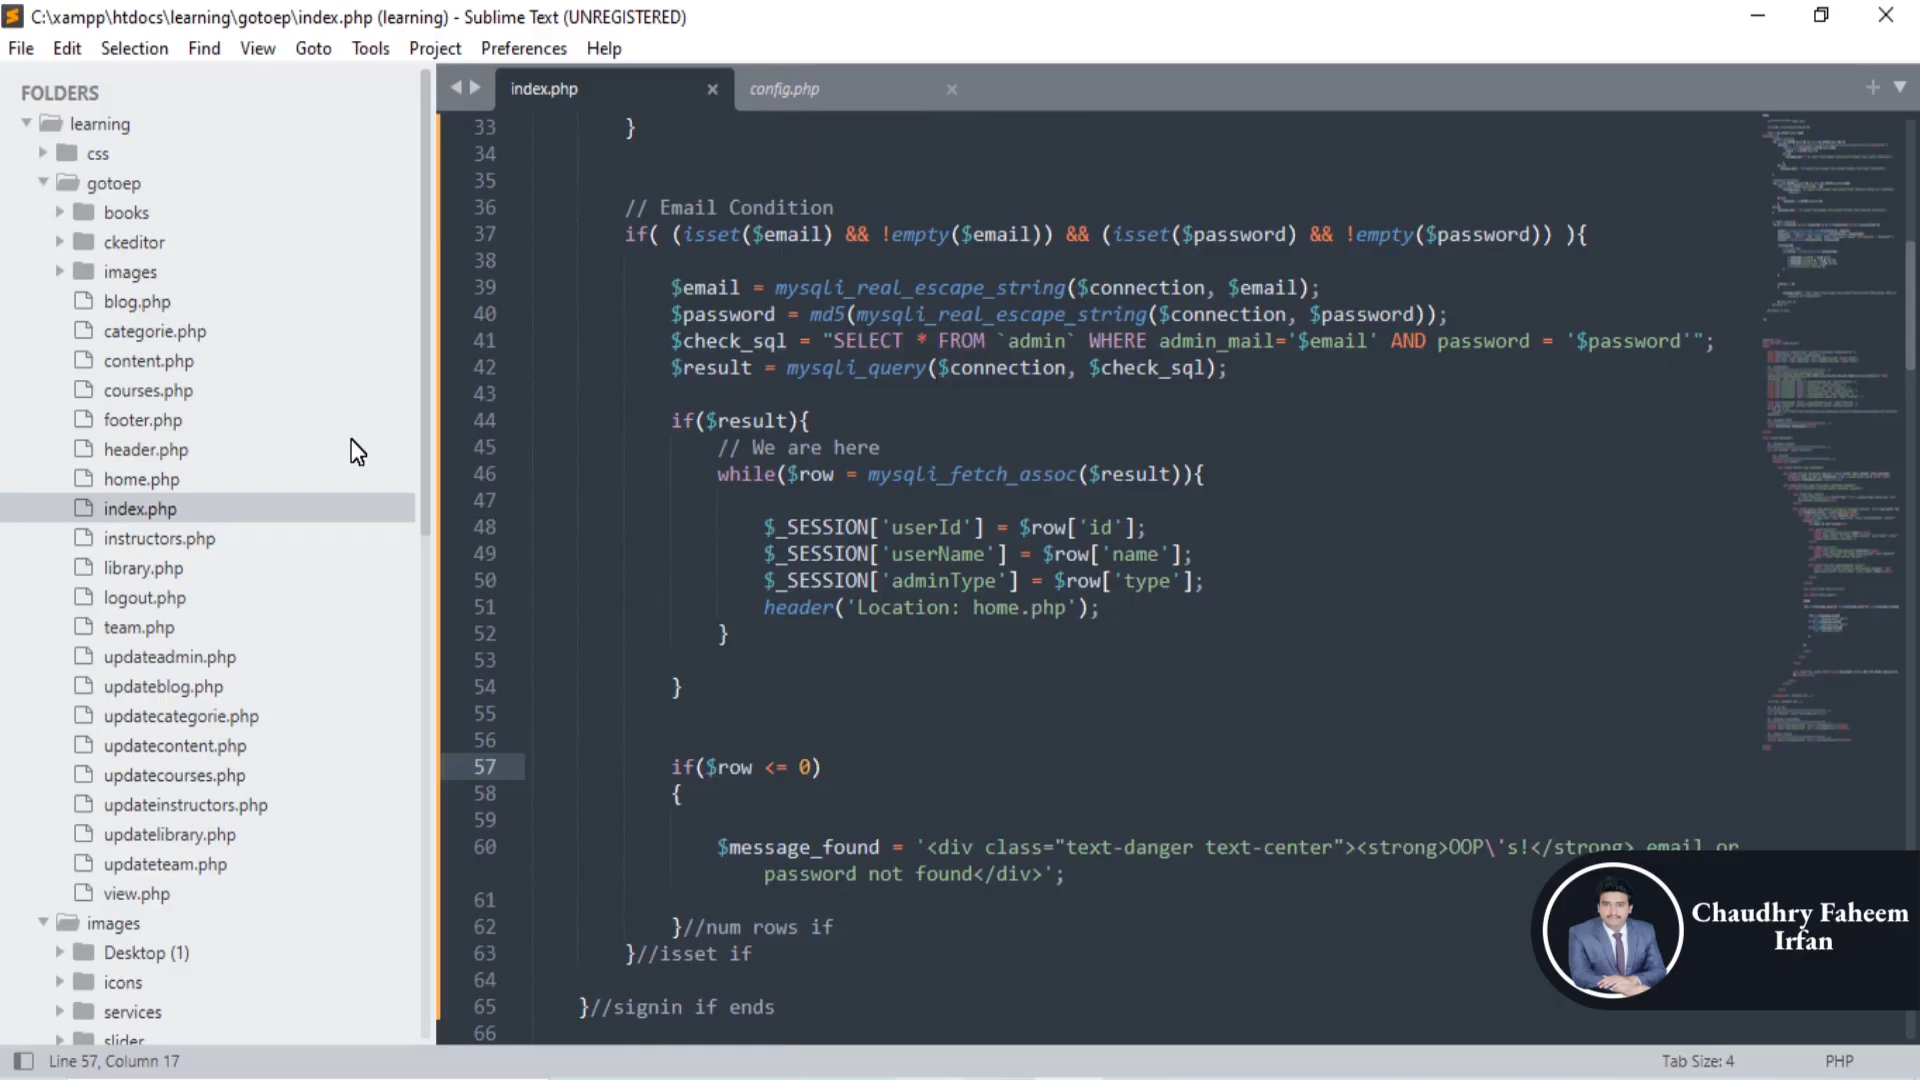 C:\xampp\htdocs\learning\gotoep\index.php (learning) - Sublime Text (UNREGISTERED)
File Edit Selection Find View Goto Tools Project Preferences Help
FOLDERS
learning
css
gotoep
books
ckeditor
images
blog.php
categorie.php
content.php
courses.php
footer.php
header.php
home.php
index.php
instructors.php
library.php
logout.php
team.php
updateadmin.php
updateblog.php
updatecategorie.php
updatecontent.php
updatecourses.php
updateinstructors.php
updatelibrary.php
updateteam.php
view.php
images
Desktop (1)
icons
services
slider
index.php
config.php
33 }
34
35
36 // Email Condition
37 if( (isset($email) && !empty($email)) && (isset($password) && !empty($password)) ){
38
39 $email = mysqli_real_escape_string($connection, $email);
40 $password = md5(mysqli_real_escape_string($connection, $password));
41 $check_sql = "SELECT * FROM `admin` WHERE admin_mail='$email' AND password = '$password'";
42 $result = mysqli_query($connection, $check_sql);
43
44 if($result){
45 // We are here
46 while($row = mysqli_fetch_assoc($result)){
47
48 $_SESSION['userId'] = $row['id'];
49 $_SESSION['userName'] = $row['name'];
50 $_SESSION['adminType'] = $row['type'];
51 header('Location: home.php');
52 }
53
54 }
55
56
57 if($row <= 0)
58 {
59
60 $message_found = '<div class="text-danger text-center"><strong>OOP\'s!</strong> email or
password not found</div>';
61
62 }//num rows if
63 }//isset if
64
65 }//signin if ends
66
Chaudhry Faheem
Irfan
Line 57, Column 17
Tab Size: 4
PHP